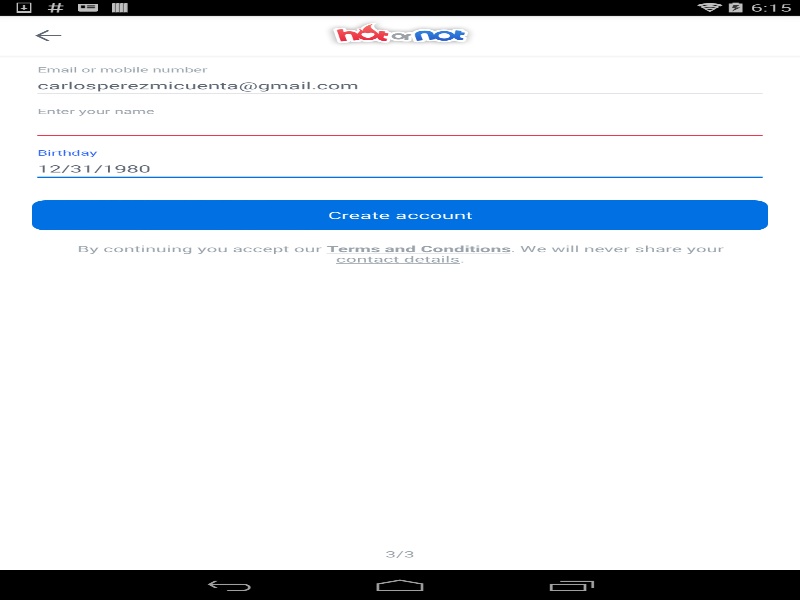 6:15
hot or not
Email or mobile number
carlosperezmicuenta@gmail.com
Enter your name
Birthday
12/31/1980
Create account
By continuing you accept our Terms and Conditions. We will never share your
contact details.
3/3